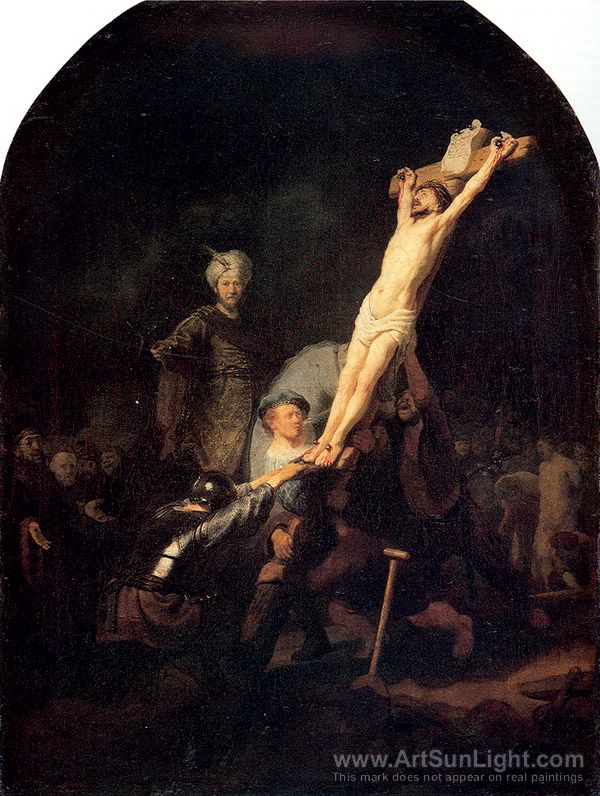 www.ArtSunLight.com
This mark does not appear on real paintings